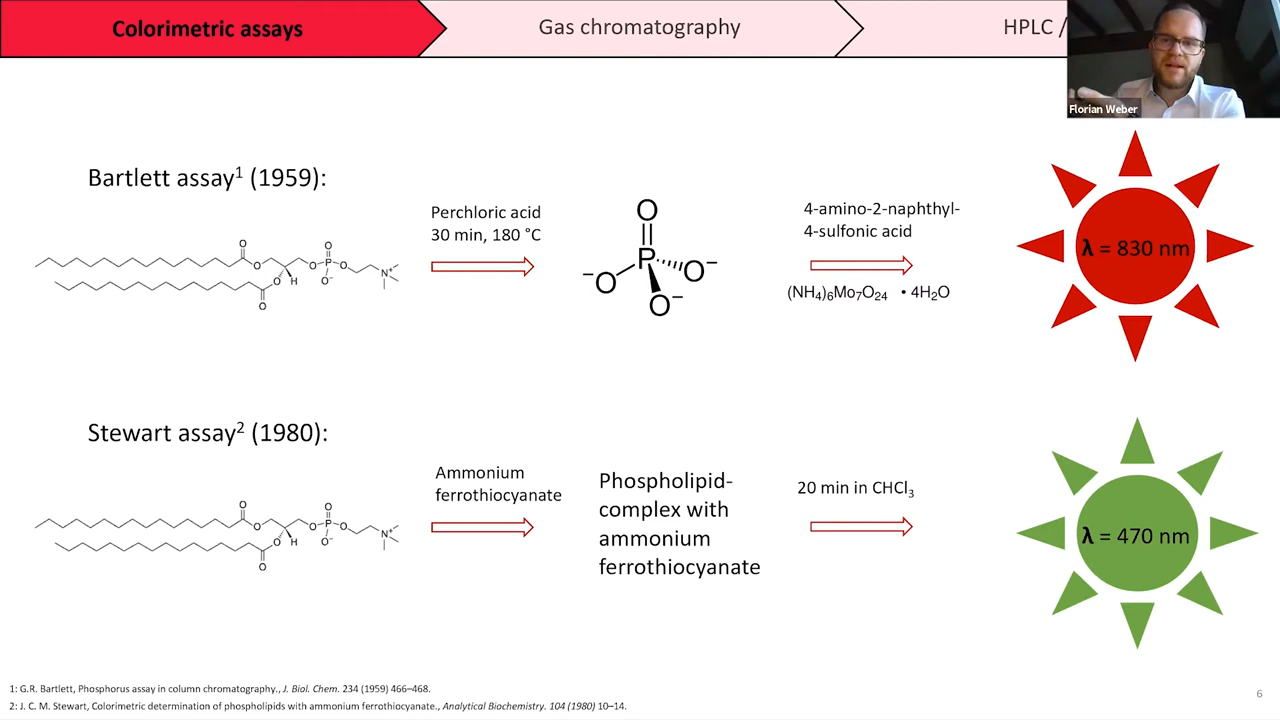 Colorimetric assays
Gas chromatography
HPLC /
Florian Weber
Bartlett assay¹ (1959):
Perchloric acid
30 min, 180 °C
4-amino-2-naphthyl-
4-sulfonic acid
(NH4)6Mo7O24 • 4H2O
λ = 830 nm
O
O
P
O
O
N⁺
O⁻
O
H
O
O
P
⁻O
O⁻
O⁻
Stewart assay² (1980):
Ammonium
ferrothiocyanate
Phospholipid-
complex with
ammonium
ferrothiocyanate
20 min in CHCl₃
λ = 470 nm
O
O
O
P
O
O
N⁺
O⁻
O
H
O
1: G.R. Bartlett, Phosphorus assay in column chromatography., J. Biol. Chem. 234 (1959) 466–468.
2: J. C. M. Stewart, Colorimetric determination of phospholipids with ammonium ferrothiocyanate., Analytical Biochemistry. 104 (1980) 10–14.
6